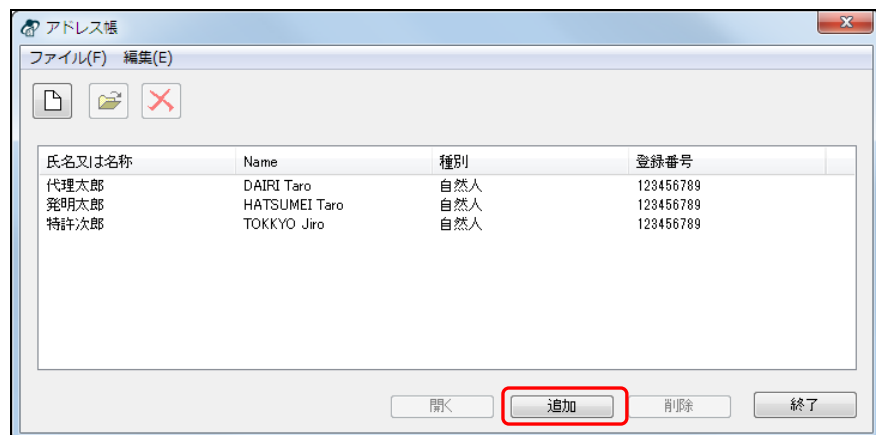 アドレス帳
ファイル(F) 編集(E)
氏名又は名称 Name 種別 登録番号
代理太郎 DAIRI Taro 自然人 123456789
発明太郎 HATSUMEI Taro 自然人 123456789
特許次郎 TOKKYO Jiro 自然人 123456789
開く 追加 削除 終了